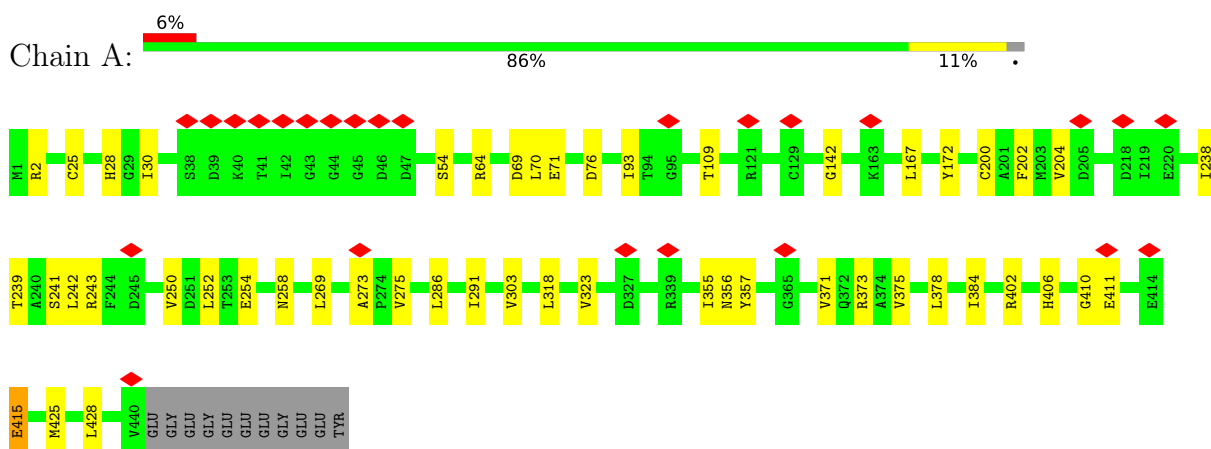 6%
Chain A:
86% 11% •
M1 R2 C25 H28 G29 I30 S38 D39 K40 T41 I42 G43 G44 G45 D46 D47 S54 R64 D69 L70 E71 D76 I93 T94 G95 T109 R121 C129 G142 K163 L167 Y172 C200 A201 F202 M203 V204 D205 D218 I219 E220 I238
T239 A240 S241 L242 R243 F244 D245 V250 D251 L252 T253 E254 N258 L269 A273 P274 V275 L286 I291 V303 L318 V323 D327 R339 I355 N356 Y357 G365 V371 Q372 R373 A374 V375 L378 I384 R402 H406 G410 E411 E414
E415 M425 L428 V440 GLU GLY GLU GLY GLU GLU GLU GLY GLU GLU TYR